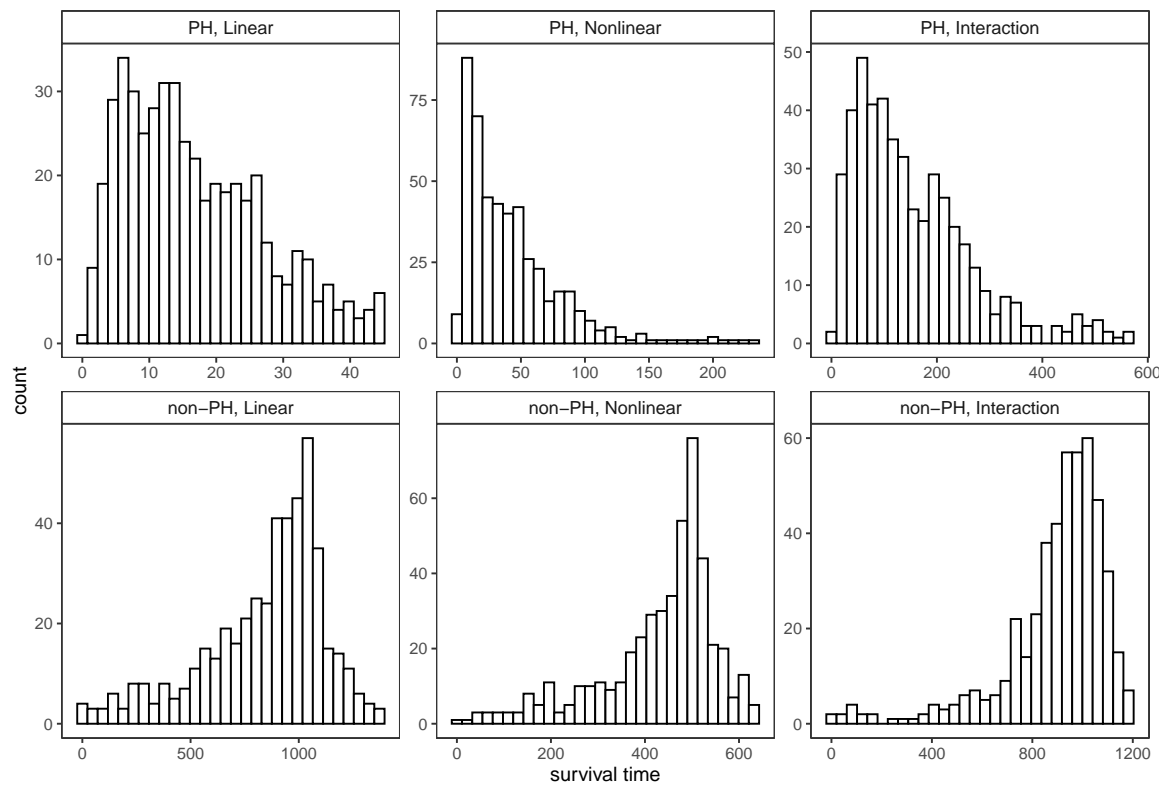 PH, Linear
PH, Nonlinear
PH, Interaction
30
20
10
0
75
50
25
0
50
40
30
20
10
0
0 10 20 30 40
0 50 100 150 200
0 200 400 600
count
non−PH, Linear
non−PH, Nonlinear
non−PH, Interaction
40
20
0
60
40
20
0
60
40
20
0
0 500 1000
0 200 400 600
0 400 800 1200
survival time